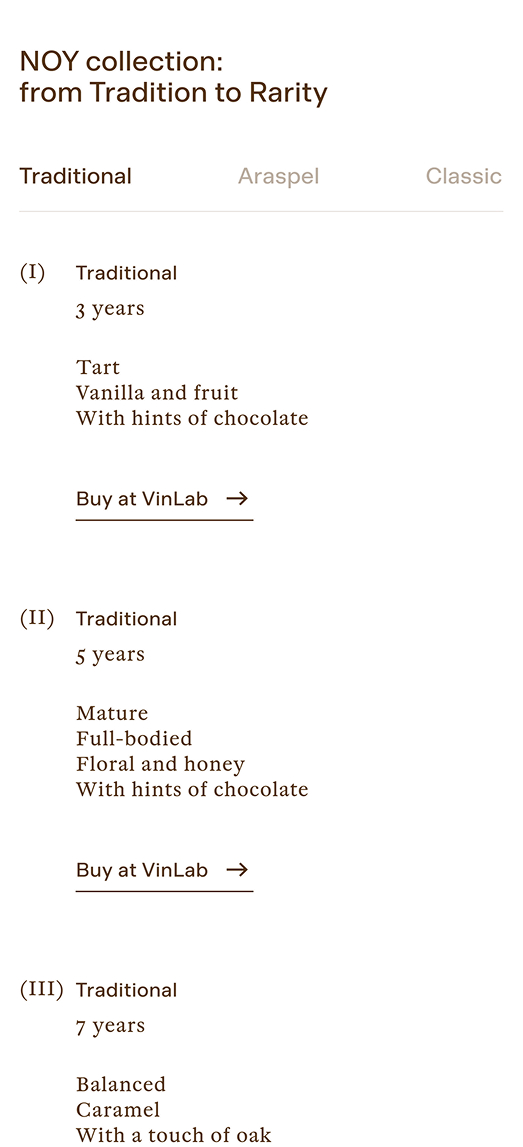 NOY collection:
from Tradition to Rarity
Traditional Araspel Classic
(I) Traditional
3 years
Tart
Vanilla and fruit
With hints of chocolate
Buy at VinLab →
(II) Traditional
5 years
Mature
Full-bodied
Floral and honey
With hints of chocolate
Buy at VinLab →
(III) Traditional
7 years
Balanced
Caramel
With a touch of oak